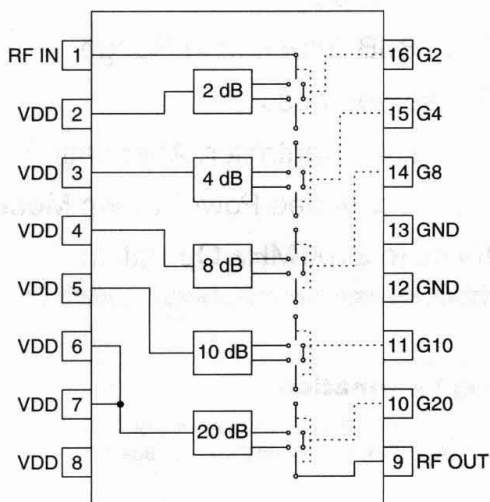 RF IN 1 16 G2
2 dB
VDD 2 15 G4
VDD 3 4 dB 14 G8
VDD 4 13 GND
8 dB
VDD 5 12 GND
VDD 6 10 dB 11 G10
VDD 7 10 G20
20 dB
VDD 8 9 RF OUT